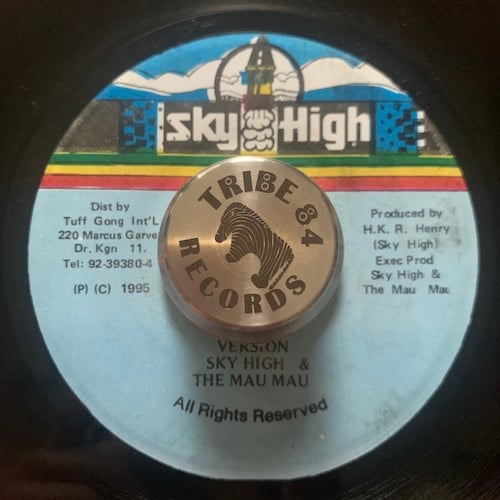 sky High
TRIBE 84
RECORDS
Dist by
Tuff Gong Int'L
220 Marcus Garve
Dr. Kgn 11.
Tel: 92-39380-4
(P) (C) 1995
Produced by
H.K. R. Henry
(Sky High)
Exec Prod
Sky High &
The Mau Mau
VERSION
SKY HIGH &
THE MAU MAU
All Rights Reserved